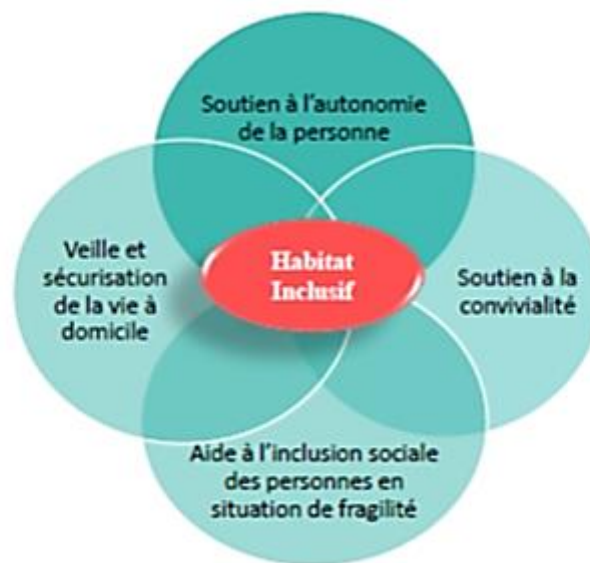 Soutien à l'autonomie
de la personne
Veille et
sécurisation
de la vie à
domicile
Habitat
Inclusif
Soutien à la
convivialité
Aide à l'inclusion sociale
des personnes en
situation de fragilité